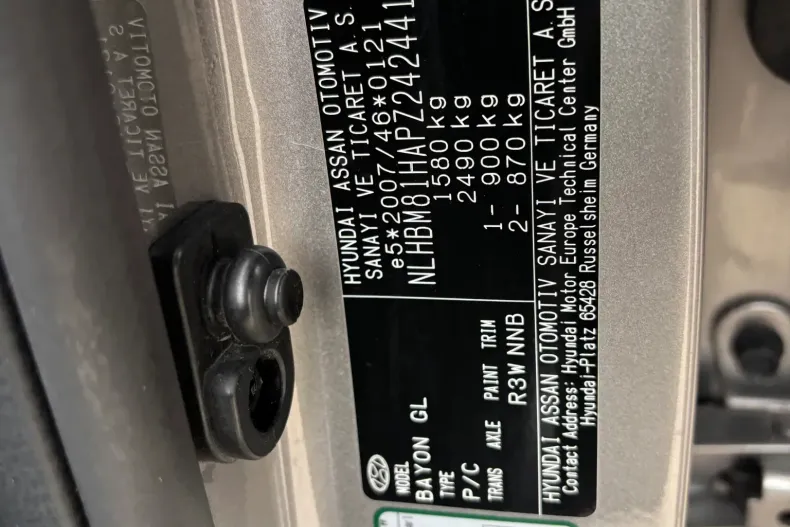 HYUNDAI ASSAN OTOMOTIV
SANAYI VE TICARET A.S.
e5*2007/46*0121
NLHBM81HAPZ242441
1580 kg
2490 kg
1- 900 kg
2- 870 kg
MODEL
BAYON GL
TYPE
P/C
TRANS AXLE PAINT TRIM
R3W NNB
HYUNDAI ASSAN OTOMOTIV SANAYI VE TICARET A.S
Contact Address: Hyundai Motor Europe Technical Center GmbH
Hyundai-Platz 65428 Russelsheim Germany